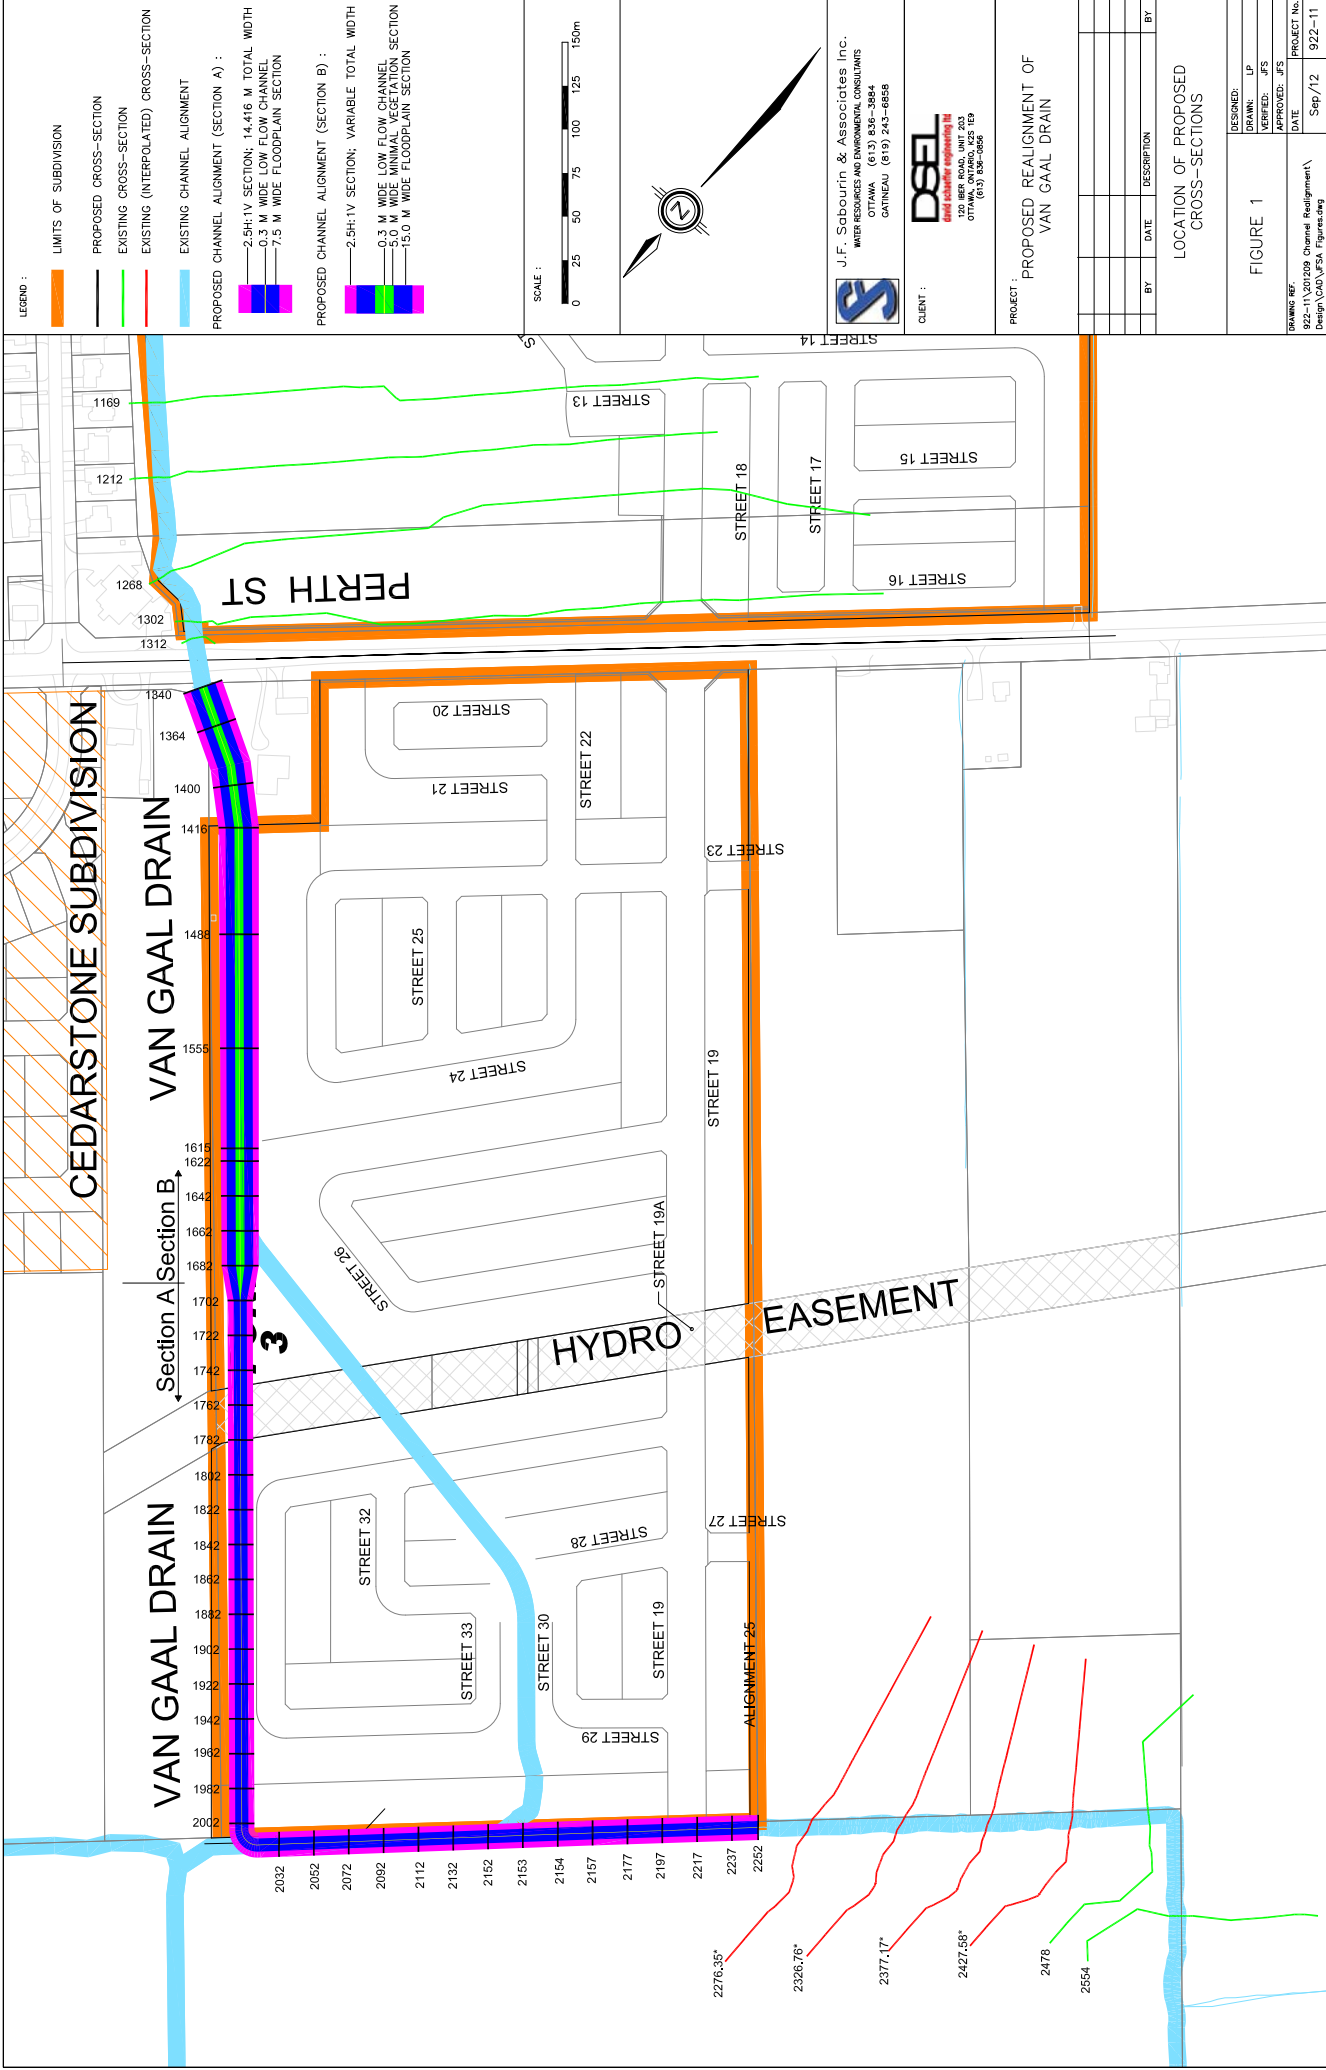 LEGEND :
LIMITS OF SUBDIVISION
PROPOSED CROSS-SECTION
EXISTING CROSS-SECTION
EXISTING (INTERPOLATED) CROSS-SECTION
EXISTING CHANNEL ALIGNMENT
PROPOSED CHANNEL ALIGNMENT (SECTION A) :
2.5H:1V SECTION; 14.416 M TOTAL WIDTH
0.3 M WIDE LOW FLOW CHANNEL
7.5 M WIDE FLOODPLAIN SECTION
PROPOSED CHANNEL ALIGNMENT (SECTION B) :
2.5H:1V SECTION; VARIABLE TOTAL WIDTH
0.3 M WIDE LOW FLOW CHANNEL
5.0 M WIDE MINIMAL VEGETATION SECTION
15.0 M WIDE FLOODPLAIN SECTION
SCALE :
0 25 50 75 100 125 150m
N
J.F. Sabourin & Associates Inc.
WATER RESOURCES AND ENVIRONMENTAL CONSULTANTS
OTTAWA (613) 836-3884
GATINEAU (819) 243-6858
CLIENT :
DSEL
david schaeffer engineering ltd
120 IBER ROAD, UNIT 203
OTTAWA, ONTARIO, K2S 1E9
(613) 836-0856
PROJECT :
PROPOSED REALIGNMENT OF
VAN GAAL DRAIN
BY DATE DESCRIPTION BY
LOCATION OF PROPOSED
CROSS-SECTIONS
FIGURE 1
DESIGNED:
DRAWN: LP
VERIFIED: JFS
APPROVED: JFS
DATE
Sep/12
PROJECT No.
922-11
DRAWING REF.
922-11\201209 Channel Realignment\
Design\CAD\JFSA Figures.dwg
1169
1212
1268
1302
1312
1340
1364
1400
1416
1488
1555
1615
1622
1642
1662
1682
1702
1722
1742
1762
1782
1802
1822
1842
1862
1882
1902
1922
1942
1962
1982
2002
2032
2052
2072
2092
2112
2132
2152
2153
2154
2157
2177
2197
2217
2237
2252
2276.35*
2326.76*
2377.17*
2427.58*
2478
2554
CEDARSTONE SUBDIVISION
VAN GAAL DRAIN
VAN GAAL DRAIN
Section A
Section B
3
PERTH ST
HYDRO
EASEMENT
STREET 13
STREET 14
STREET 15
STREET 16
STREET 17
STREET 18
STREET 20
STREET 21
STREET 22
STREET 23
STREET 25
STREET 24
STREET 19
STREET 19A
STREET 26
STREET 27
STREET 28
STREET 32
STREET 33
STREET 30
STREET 19
STREET 29
ALIGNMENT 25